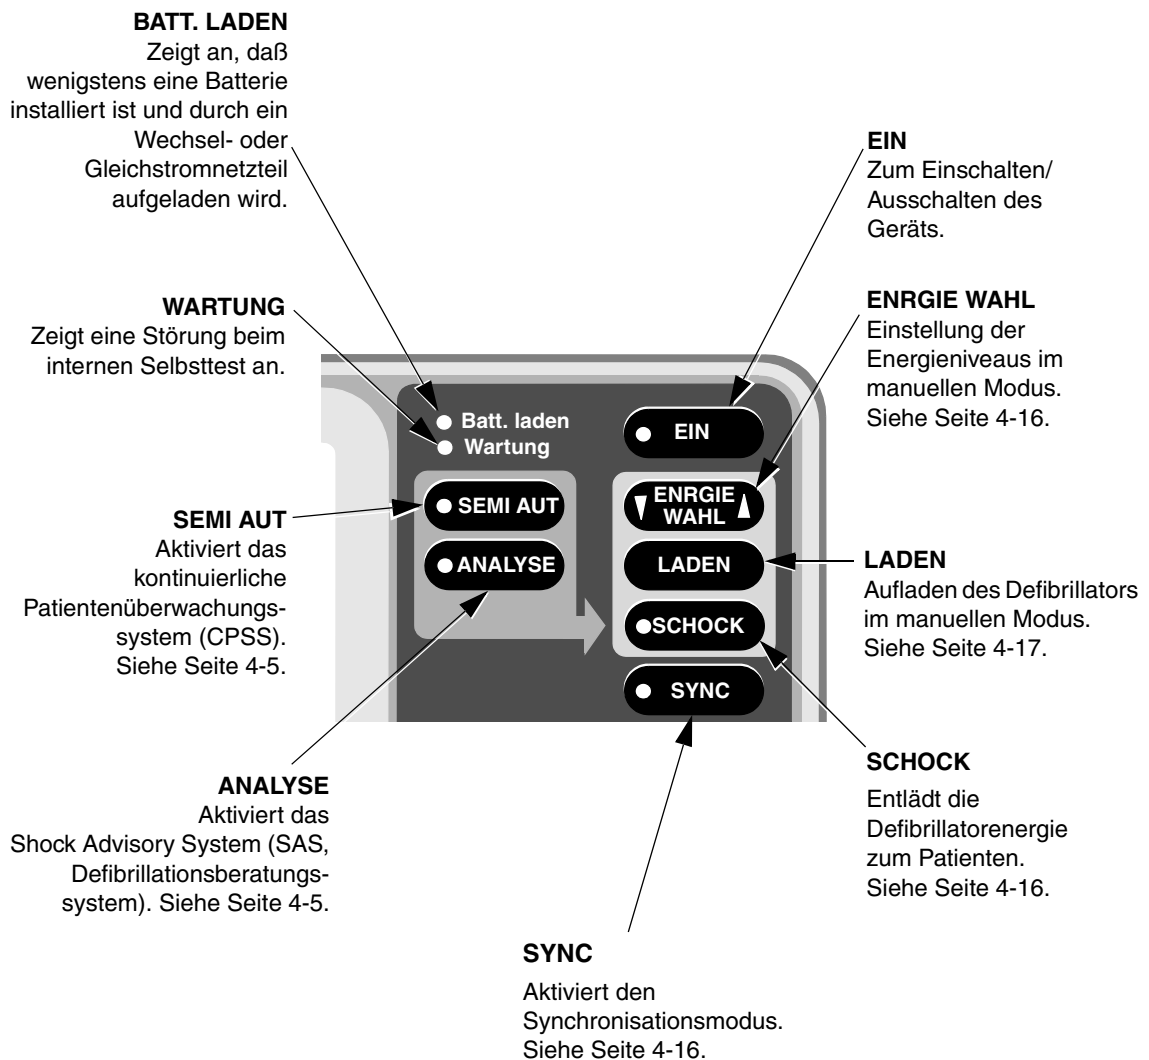 BATT. LADEN
Zeigt an, daß
wenigstens eine Batterie
installiert ist und durch ein
Wechsel- oder
Gleichstromnetzteil
aufgeladen wird.
WARTUNG
Zeigt eine Störung beim
internen Selbsttest an.
SEMI AUT
Aktiviert das
kontinuierliche
Patientenüberwachungs-
system (CPSS).
Siehe Seite 4-5.
ANALYSE
Aktiviert das
Shock Advisory System (SAS,
Defibrillationsberatungs-
system). Siehe Seite 4-5.
Batt. laden
Wartung
SEMI AUT
ANALYSE
EIN
ENRGIE
WAHL
LADEN
SCHOCK
SYNC
EIN
Zum Einschalten/
Ausschalten des
Geräts.
ENRGIE WAHL
Einstellung der
Energieniveaus im
manuellen Modus.
Siehe Seite 4-16.
LADEN
Aufladen des Defibrillators
im manuellen Modus.
Siehe Seite 4-17.
SCHOCK
Entlädt die
Defibrillatorenergie
zum Patienten.
Siehe Seite 4-16.
SYNC
Aktiviert den
Synchronisationsmodus.
Siehe Seite 4-16.